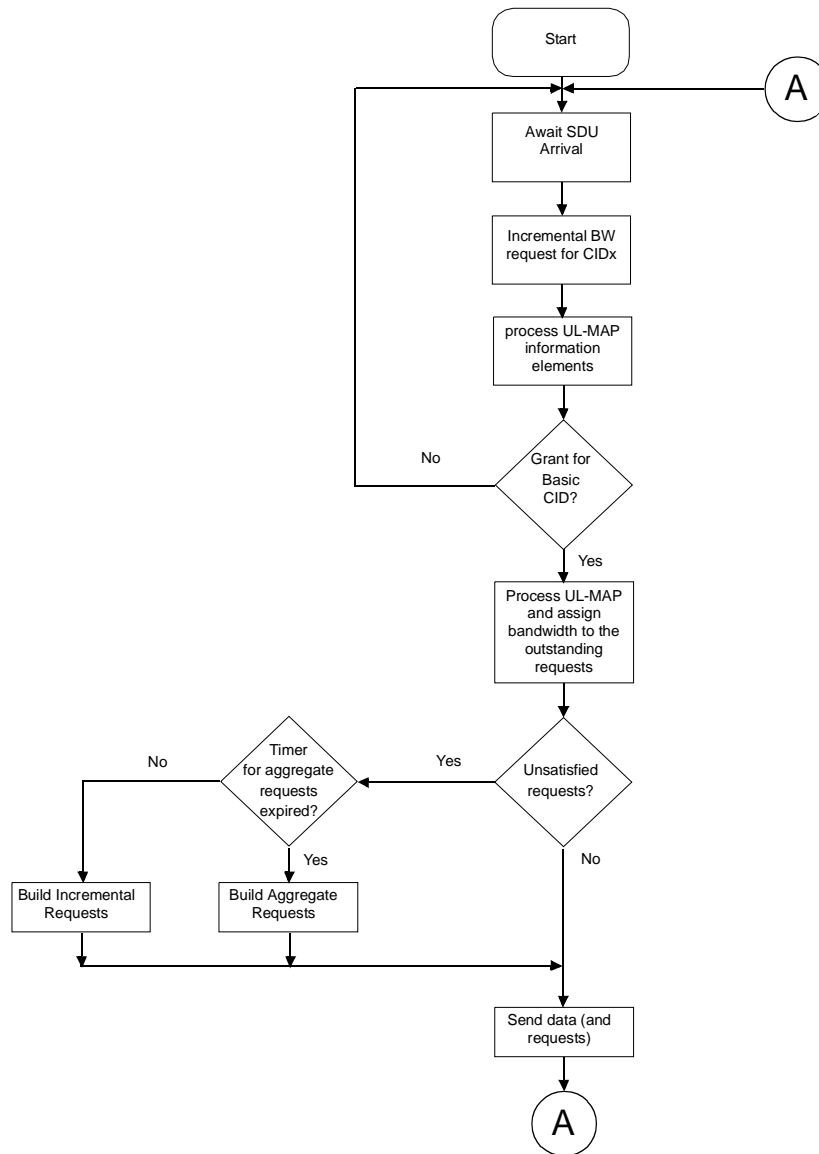 Start
A
Await SDU
Arrival
Incremental BW
request for CIDx
process UL-MAP
information
elements
No
Grant for
Basic
CID?
Yes
Process UL-MAP
and assign
bandwidth to the
outstanding
requests
No
Timer
for aggregate
requests
expired?
Yes
Unsatisfied
requests?
Yes
No
Build Incremental
Requests
Build Aggregate
Requests
Send data (and
requests)
A